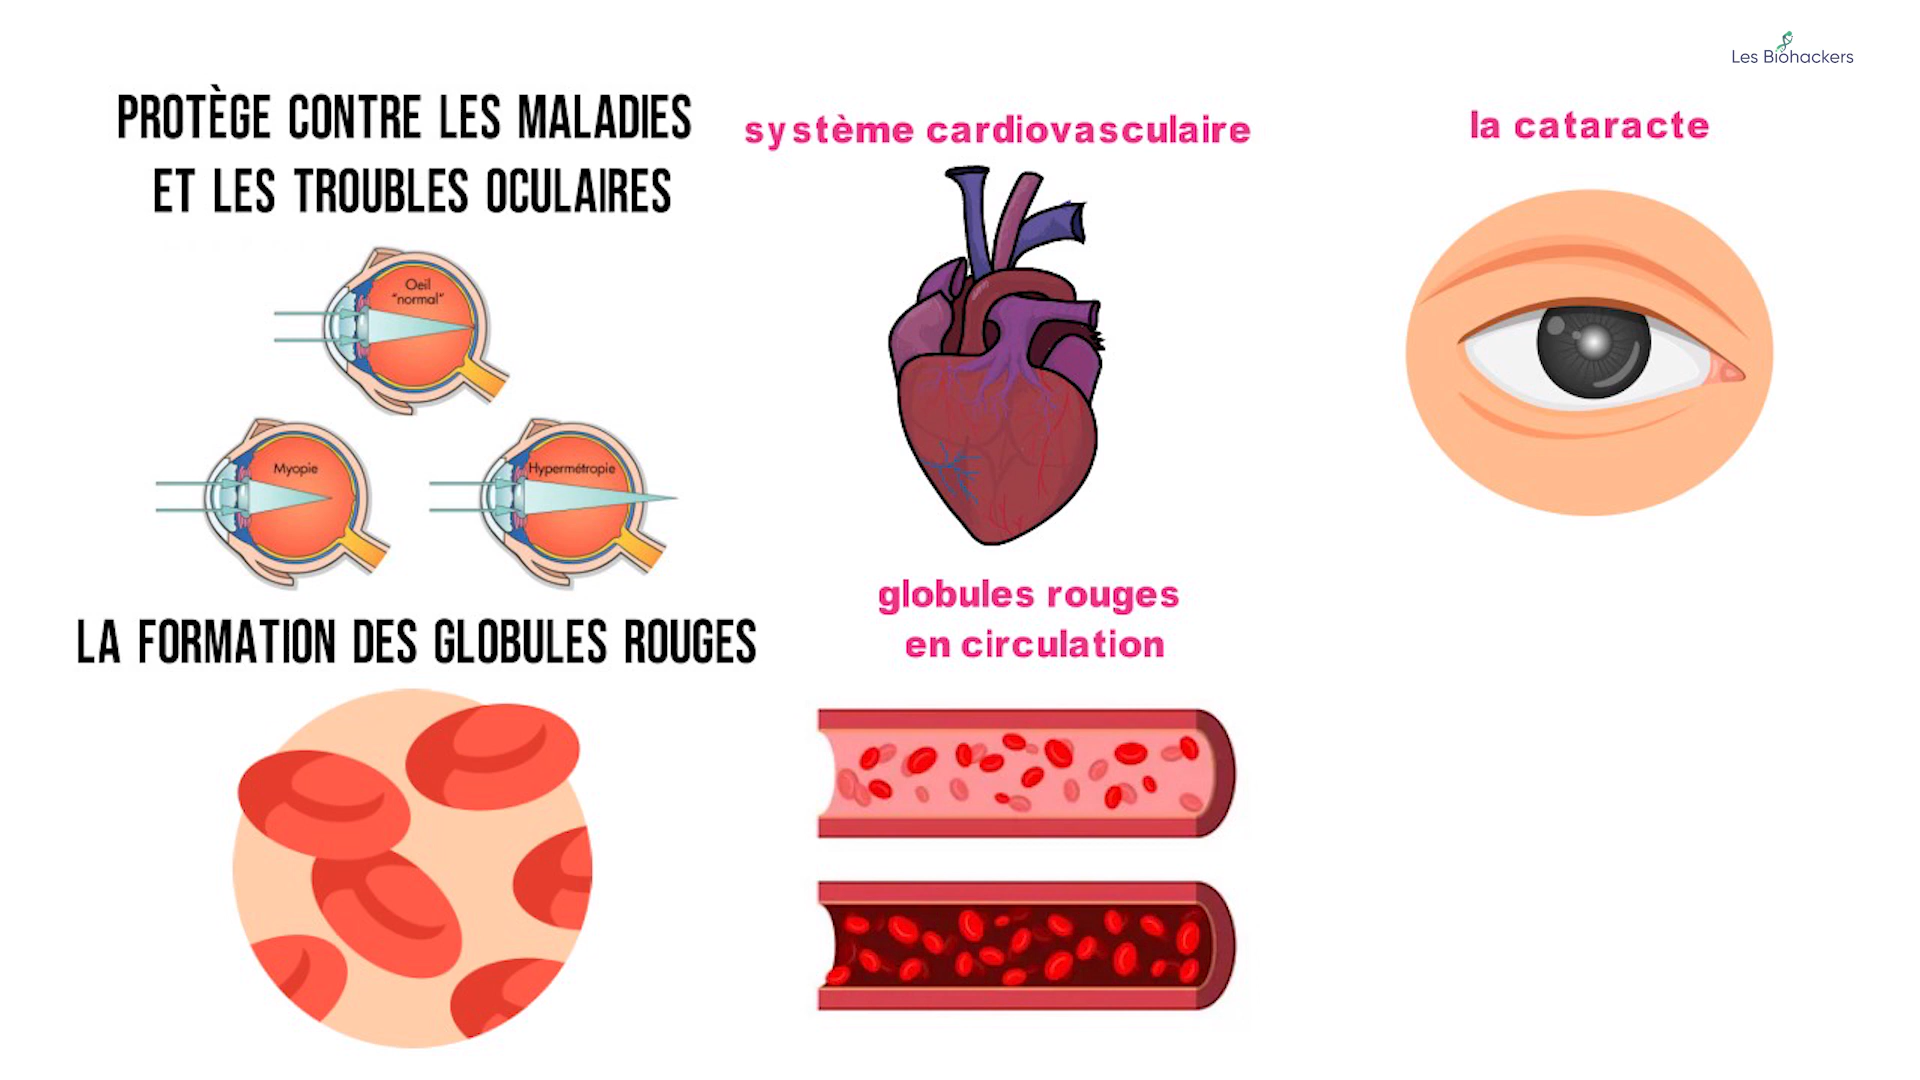 Les Biohackers
PROTÈGE CONTRE LES MALADIES
ET LES TROUBLES OCULAIRES
système cardiovasculaire
la cataracte
Oeil
"normal"
Myopie
Hypermétropie
LA FORMATION DES GLOBULES ROUGES
globules rouges
en circulation